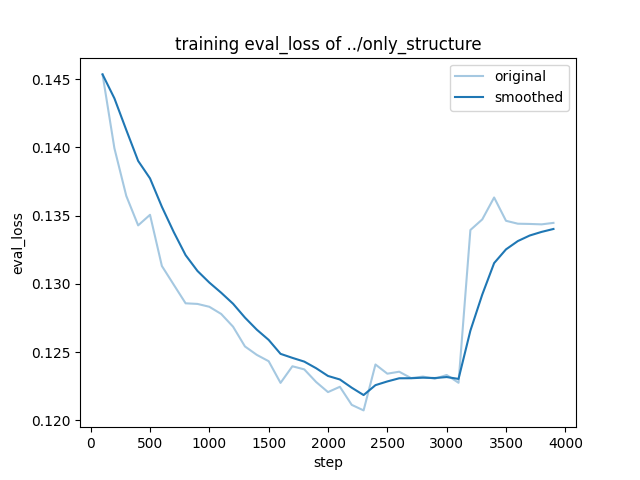 training eval_loss of ../only_structure
original
smoothed
eval_loss
0.145
0.140
0.135
0.130
0.125
0.120
0 500 1000 1500 2000 2500 3000 3500 4000
step